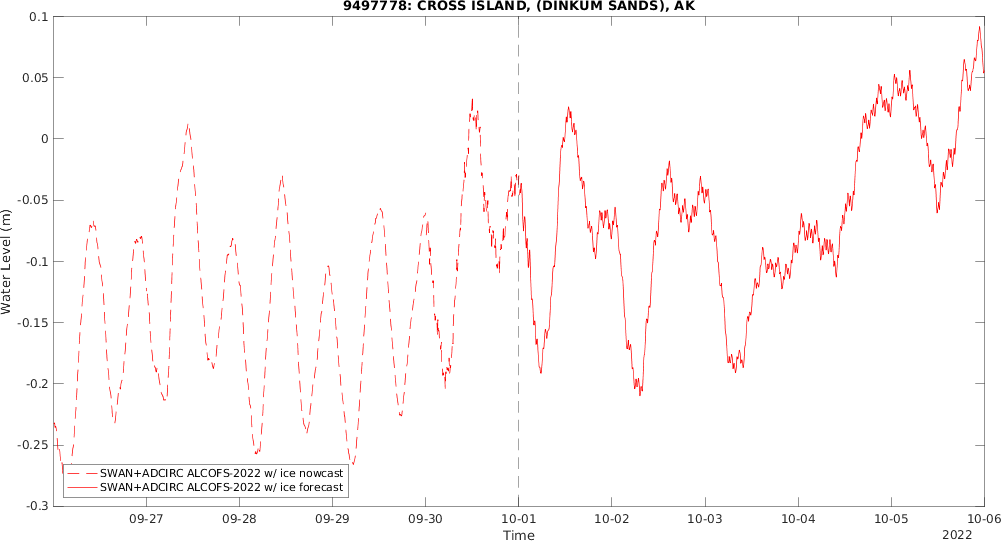 9497778: CROSS ISLAND, (DINKUM SANDS), AK
0.1
0.05
0
-0.05
-0.1
-0.15
-0.2
-0.25
-0.3
Water Level (m)
SWAN+ADCIRC ALCOFS-2022 w/ ice nowcast
SWAN+ADCIRC ALCOFS-2022 w/ ice forecast
09-27 09-28 09-29 09-30 10-01 10-02 10-03 10-04 10-05 10-06
Time
2022